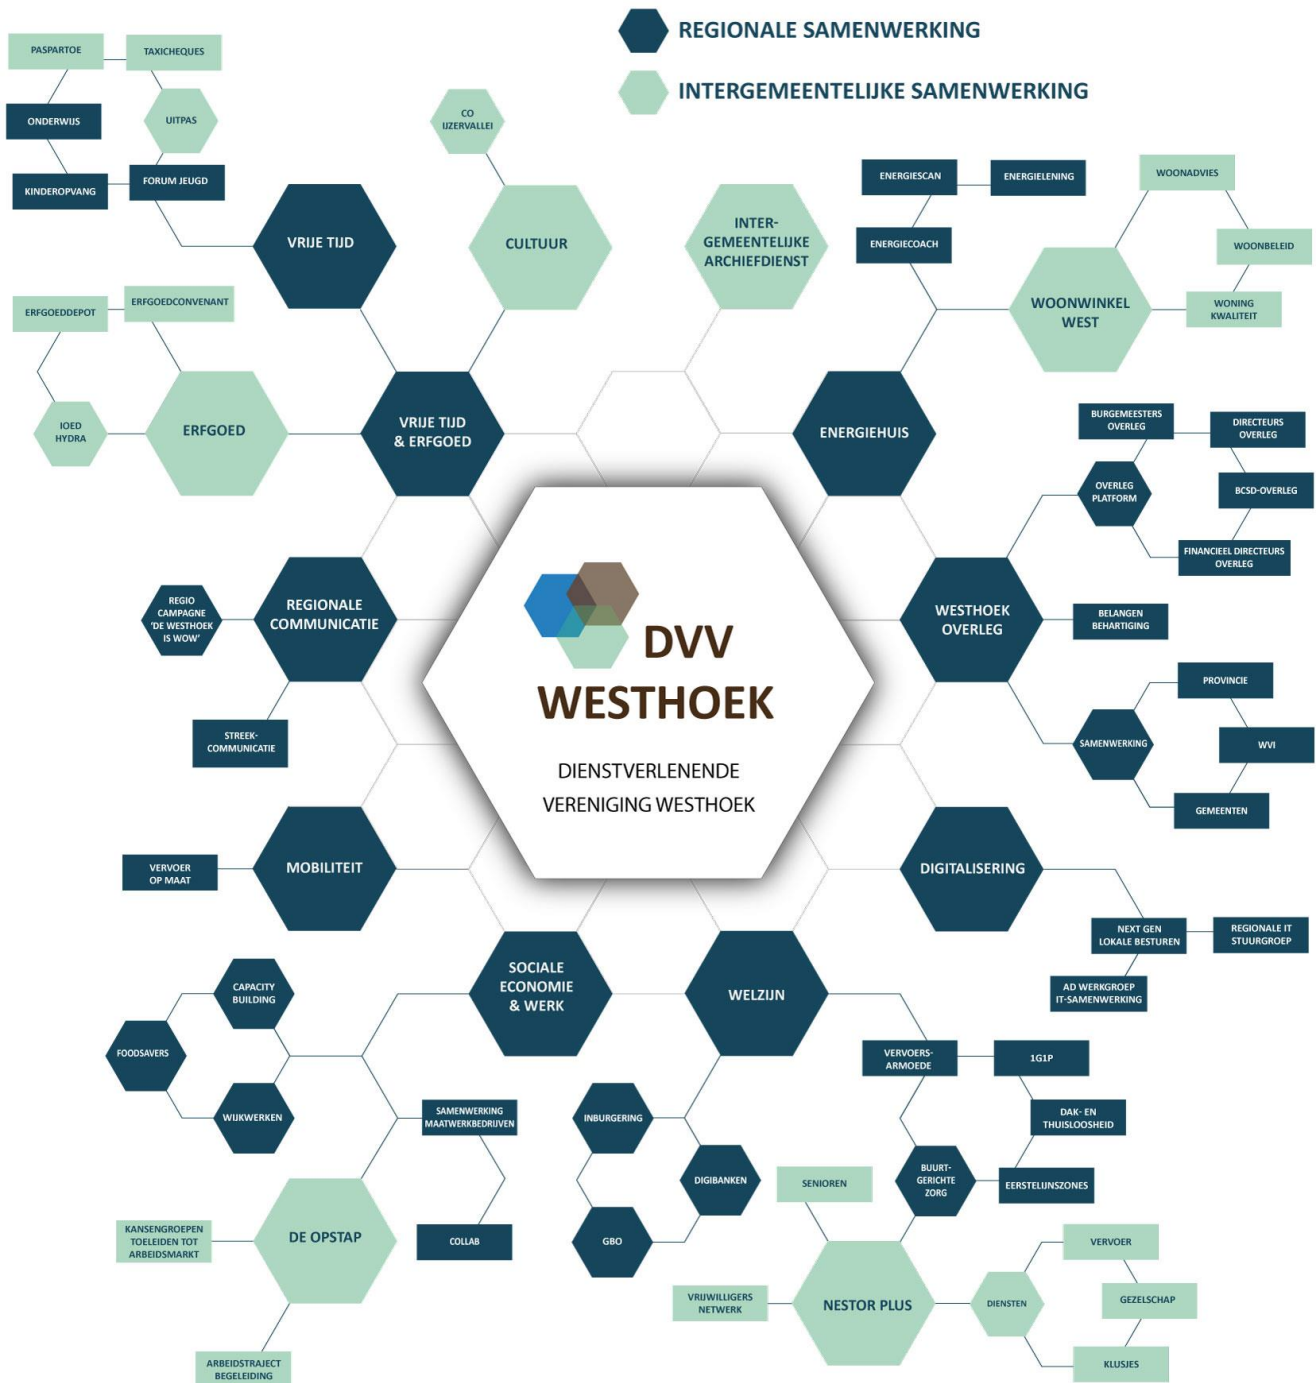 REGIONALE SAMENWERKING
INTERGEMEENTELIJKE SAMENWERKING
PASPARTOE
TAXICHEQUES
ONDERWIJS
UITPAS
KINDEROPVANG
FORUM JEUGD
VRIJE TIJD
CO
IJZERVALLEI
CULTUUR
INTER-
GEMEENTELIJKE
ARCHIEFDIENST
ENERGIESCAN
ENERGIELENING
ENERGIECOACH
WOONADVIES
WOONBELEID
WONING
KWALITEIT
WOONWINKEL
WEST
ERFGOEDDEPOT
ERFGOEDCONVENANT
IOED
HYDRA
ERFGOED
VRIJE TIJD
& ERFGOED
ENERGIEHUIS
BURGEMEESTERS
OVERLEG
DIRECTEURS
OVERLEG
OVERLEG
PLATFORM
BCSD-OVERLEG
FINANCIEEL DIRECTEURS
OVERLEG
REGIO
CAMPAGNE
'DE WESTHOEK
IS WOW'
REGIONALE
COMMUNICATIE
STREEK-
COMMUNICATIE
DVV
WESTHOEK
DIENSTVERLENENDE
VERENIGING WESTHOEK
WESTHOEK
OVERLEG
BELANGEN
BEHARTIGING
PROVINCIE
SAMENWERKING
WVI
GEMEENTEN
VERVOER
OP MAAT
MOBILITEIT
DIGITALISERING
NEXT GEN
LOKALE BESTUREN
REGIONALE IT
STUURGROEP
AD WERKGROEP
IT-SAMENWERKING
SOCIALE
ECONOMIE
& WERK
WELZIJN
CAPACITY
BUILDING
FOODSAVERS
WIJKWERKEN
SAMENWERKING
MAATWERKBEDRIJVEN
COLLAB
KANSENGROEPEN
TOELEIDEN TOT
ARBEIDSMARKT
DE OPSTAP
ARBEIDSTRAJECT
BEGELEIDING
INBURGERING
DIGIBANKEN
GBO
VERVOERS-
ARMOEDE
1G1P
DAK- EN
THUISLOOSHEID
BUURT-
GERICHTE
ZORG
EERSTELIJNSZONES
SENIOREN
VRIJWILLIGERS
NETWERK
NESTOR PLUS
DIENSTEN
VERVOER
GEZELSCHAP
KLUSJES